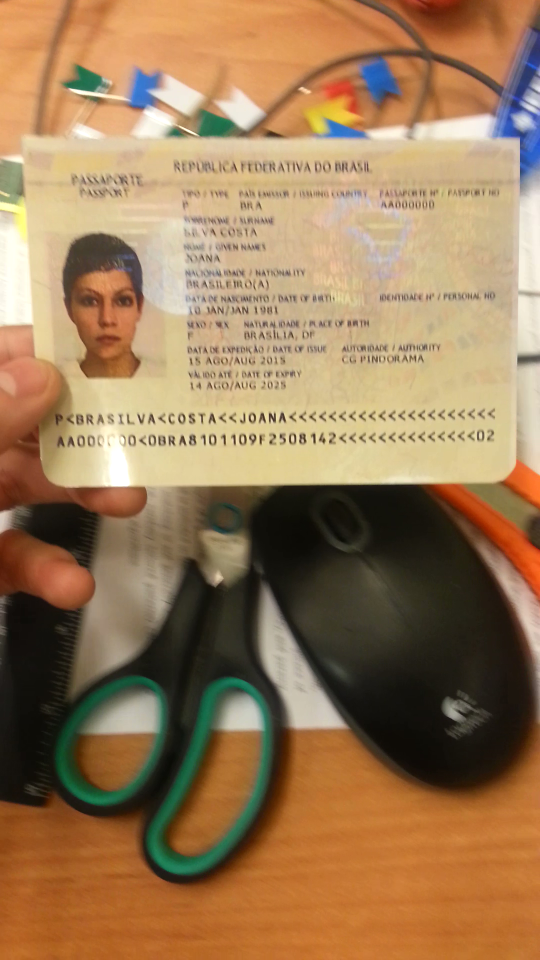 REPÚBLICA FEDERATIVA DO BRASIL
PASSAPORTE
PASSPORT
TIPO / TYPE PAÍS EMISSOR / ISSUING COUNTRY PASSAPORTE Nº / PASSPORT NO
P BRA AA000000
SOBRENOME / SURNAME
SILVA COSTA
NOME / GIVEN NAMES
JOANA
NACIONALIDADE / NATIONALITY
BRASILEIRO(A)
DATA DE NASCIMENTO / DATE OF BIRTH IDENTIDADE Nº / PERSONAL NO
10 JAN/JAN 1981
SEXO / SEX NATURALIDADE / PLACE OF BIRTH
F BRASÍLIA, DF
DATA DE EXPEDIÇÃO / DATE OF ISSUE AUTORIDADE / AUTHORITY
15 AGO/AUG 2015 CG PINDORAMA
VÁLIDO ATÉ / DATE OF EXPIRY
14 AGO/AUG 2025
P<BRASILVA<COSTA<<JOANA<<<<<<<<<<<<<<<<<<<<<
AA000000<0BRA8101109F2508142<<<<<<<<<<<<<<02